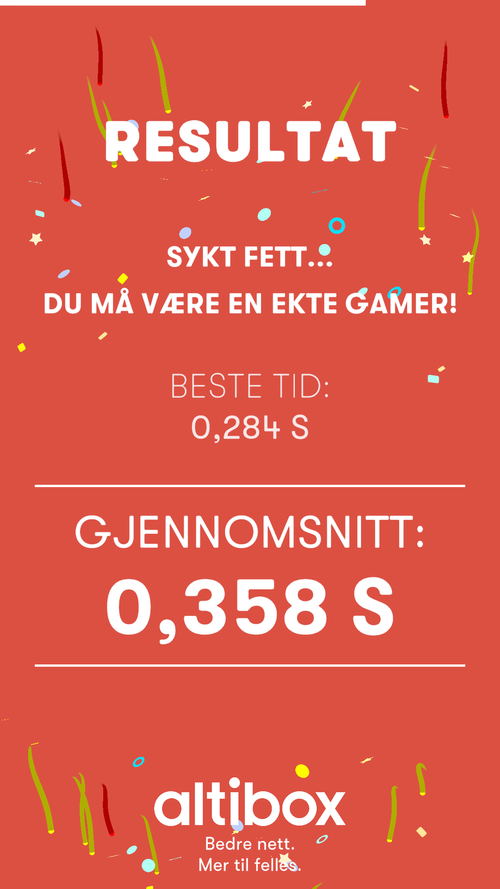 RESULTAT
SYKT FETT...
DU MÅ VÆRE EN EKTE GAMER!
BESTE TID:
0,284 S
GJENNOMSNITT:
0,358 S
altibox
Bedre nett.
Mer til felles.